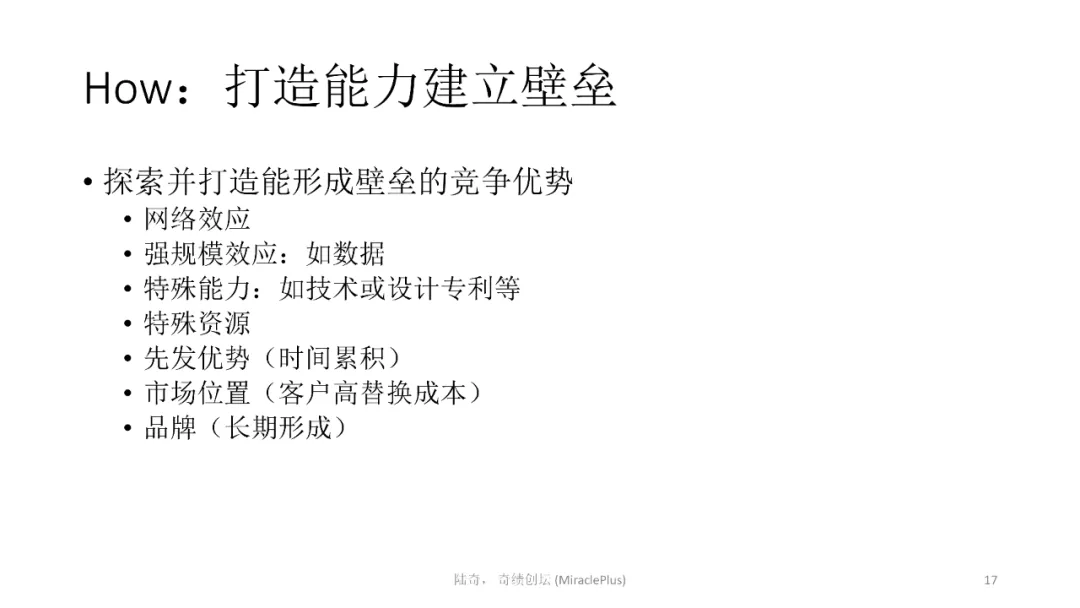 How：打造能力建立壁垒
• 探索并打造能形成壁垒的竞争优势
• 网络效应
• 强规模效应：如数据
• 特殊能力：如技术或设计专利等
• 特殊资源
• 先发优势（时间累积）
• 市场位置（客户高替换成本）
• 品牌（长期形成）
陆奇， 奇绩创坛 (MiraclePlus)
17